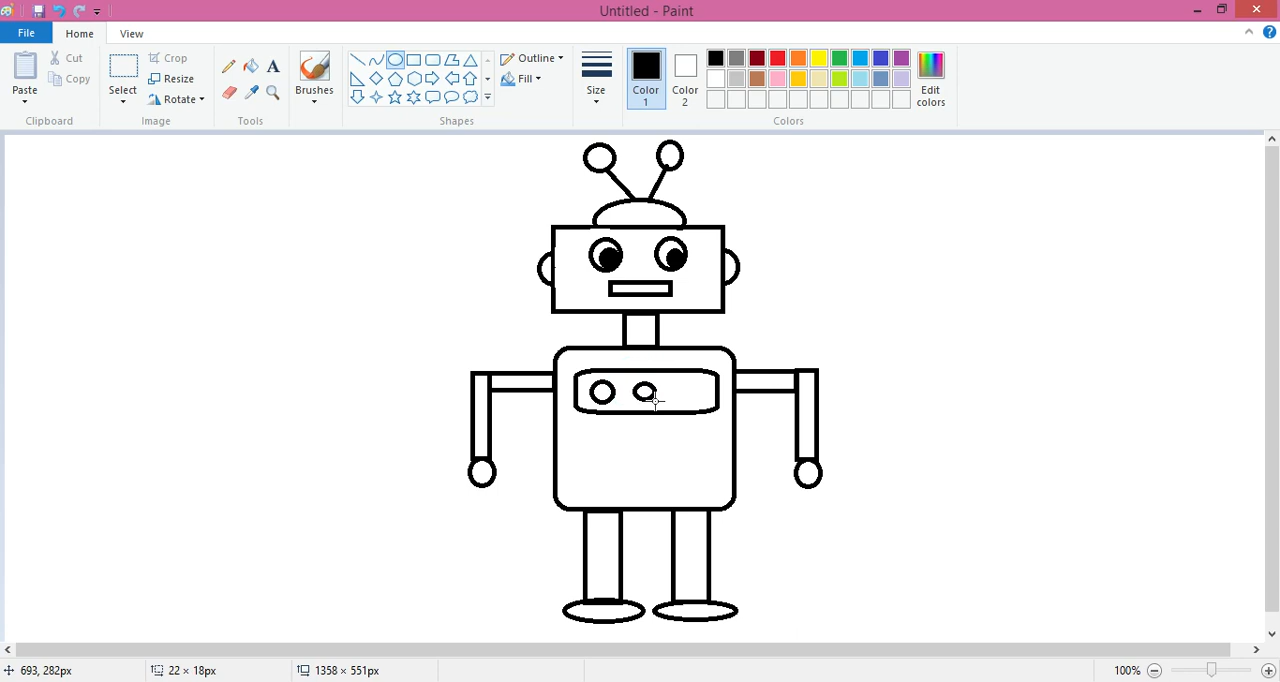 Untitled - Paint
File Home View
Paste
Cut
Copy
Clipboard
Select
Crop
Resize
Rotate
Image
A
Tools
Brushes
Outline
Fill
Shapes
Size
Color 1
Color 2
Edit colors
Colors
693, 282px 22 × 18px 1358 × 551px 100%